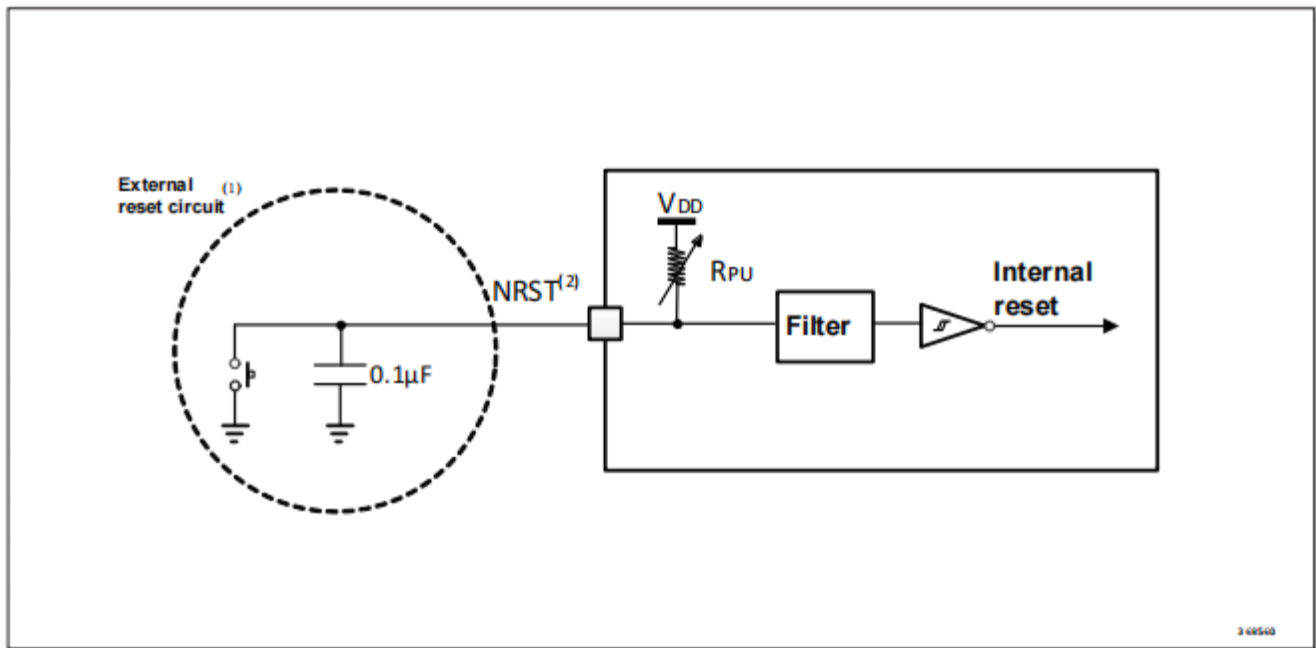 External (1)
reset circuit
NRST(2)
VDD
RPU
Filter
Internal
reset
0.1µF